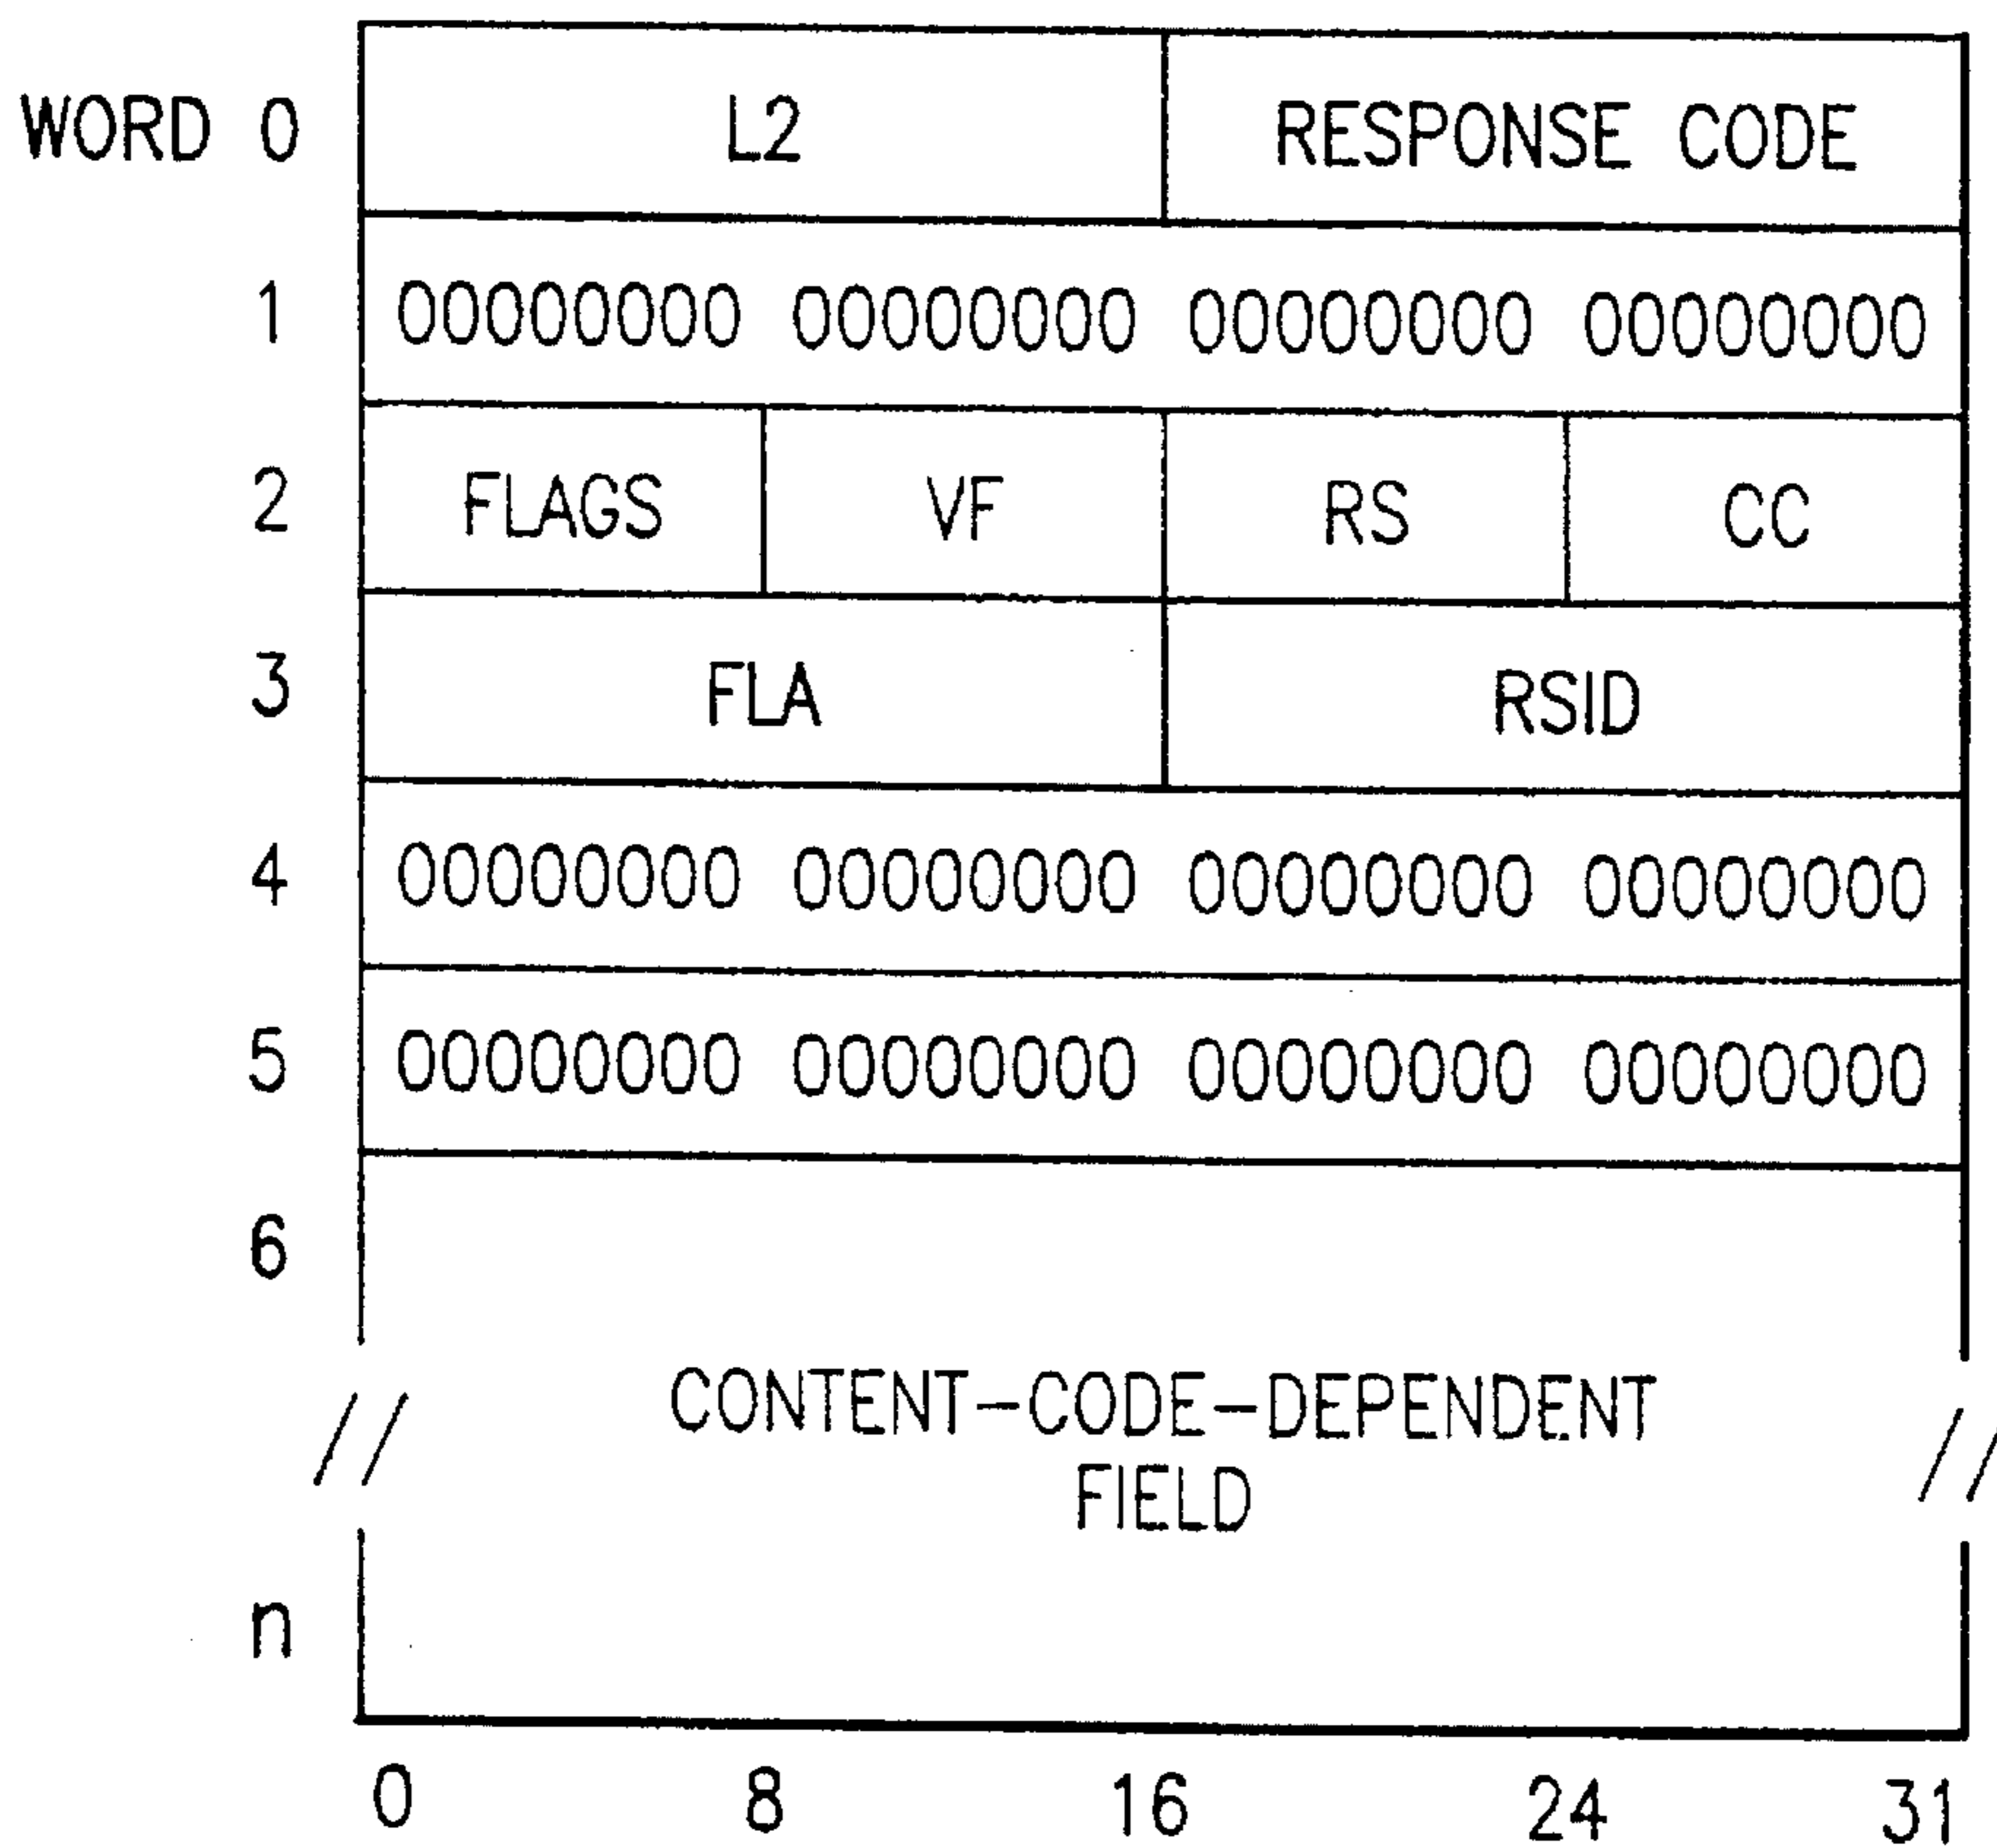 WORD 0 L2 RESPONSE CODE
1 00000000 00000000 00000000 00000000
2 FLAGS VF RS CC
3 FLA RSID
4 00000000 00000000 00000000 00000000
5 00000000 00000000 00000000 00000000
6
// CONTENT-CODE-DEPENDENT //
FIELD
n
0 8 16 24 31